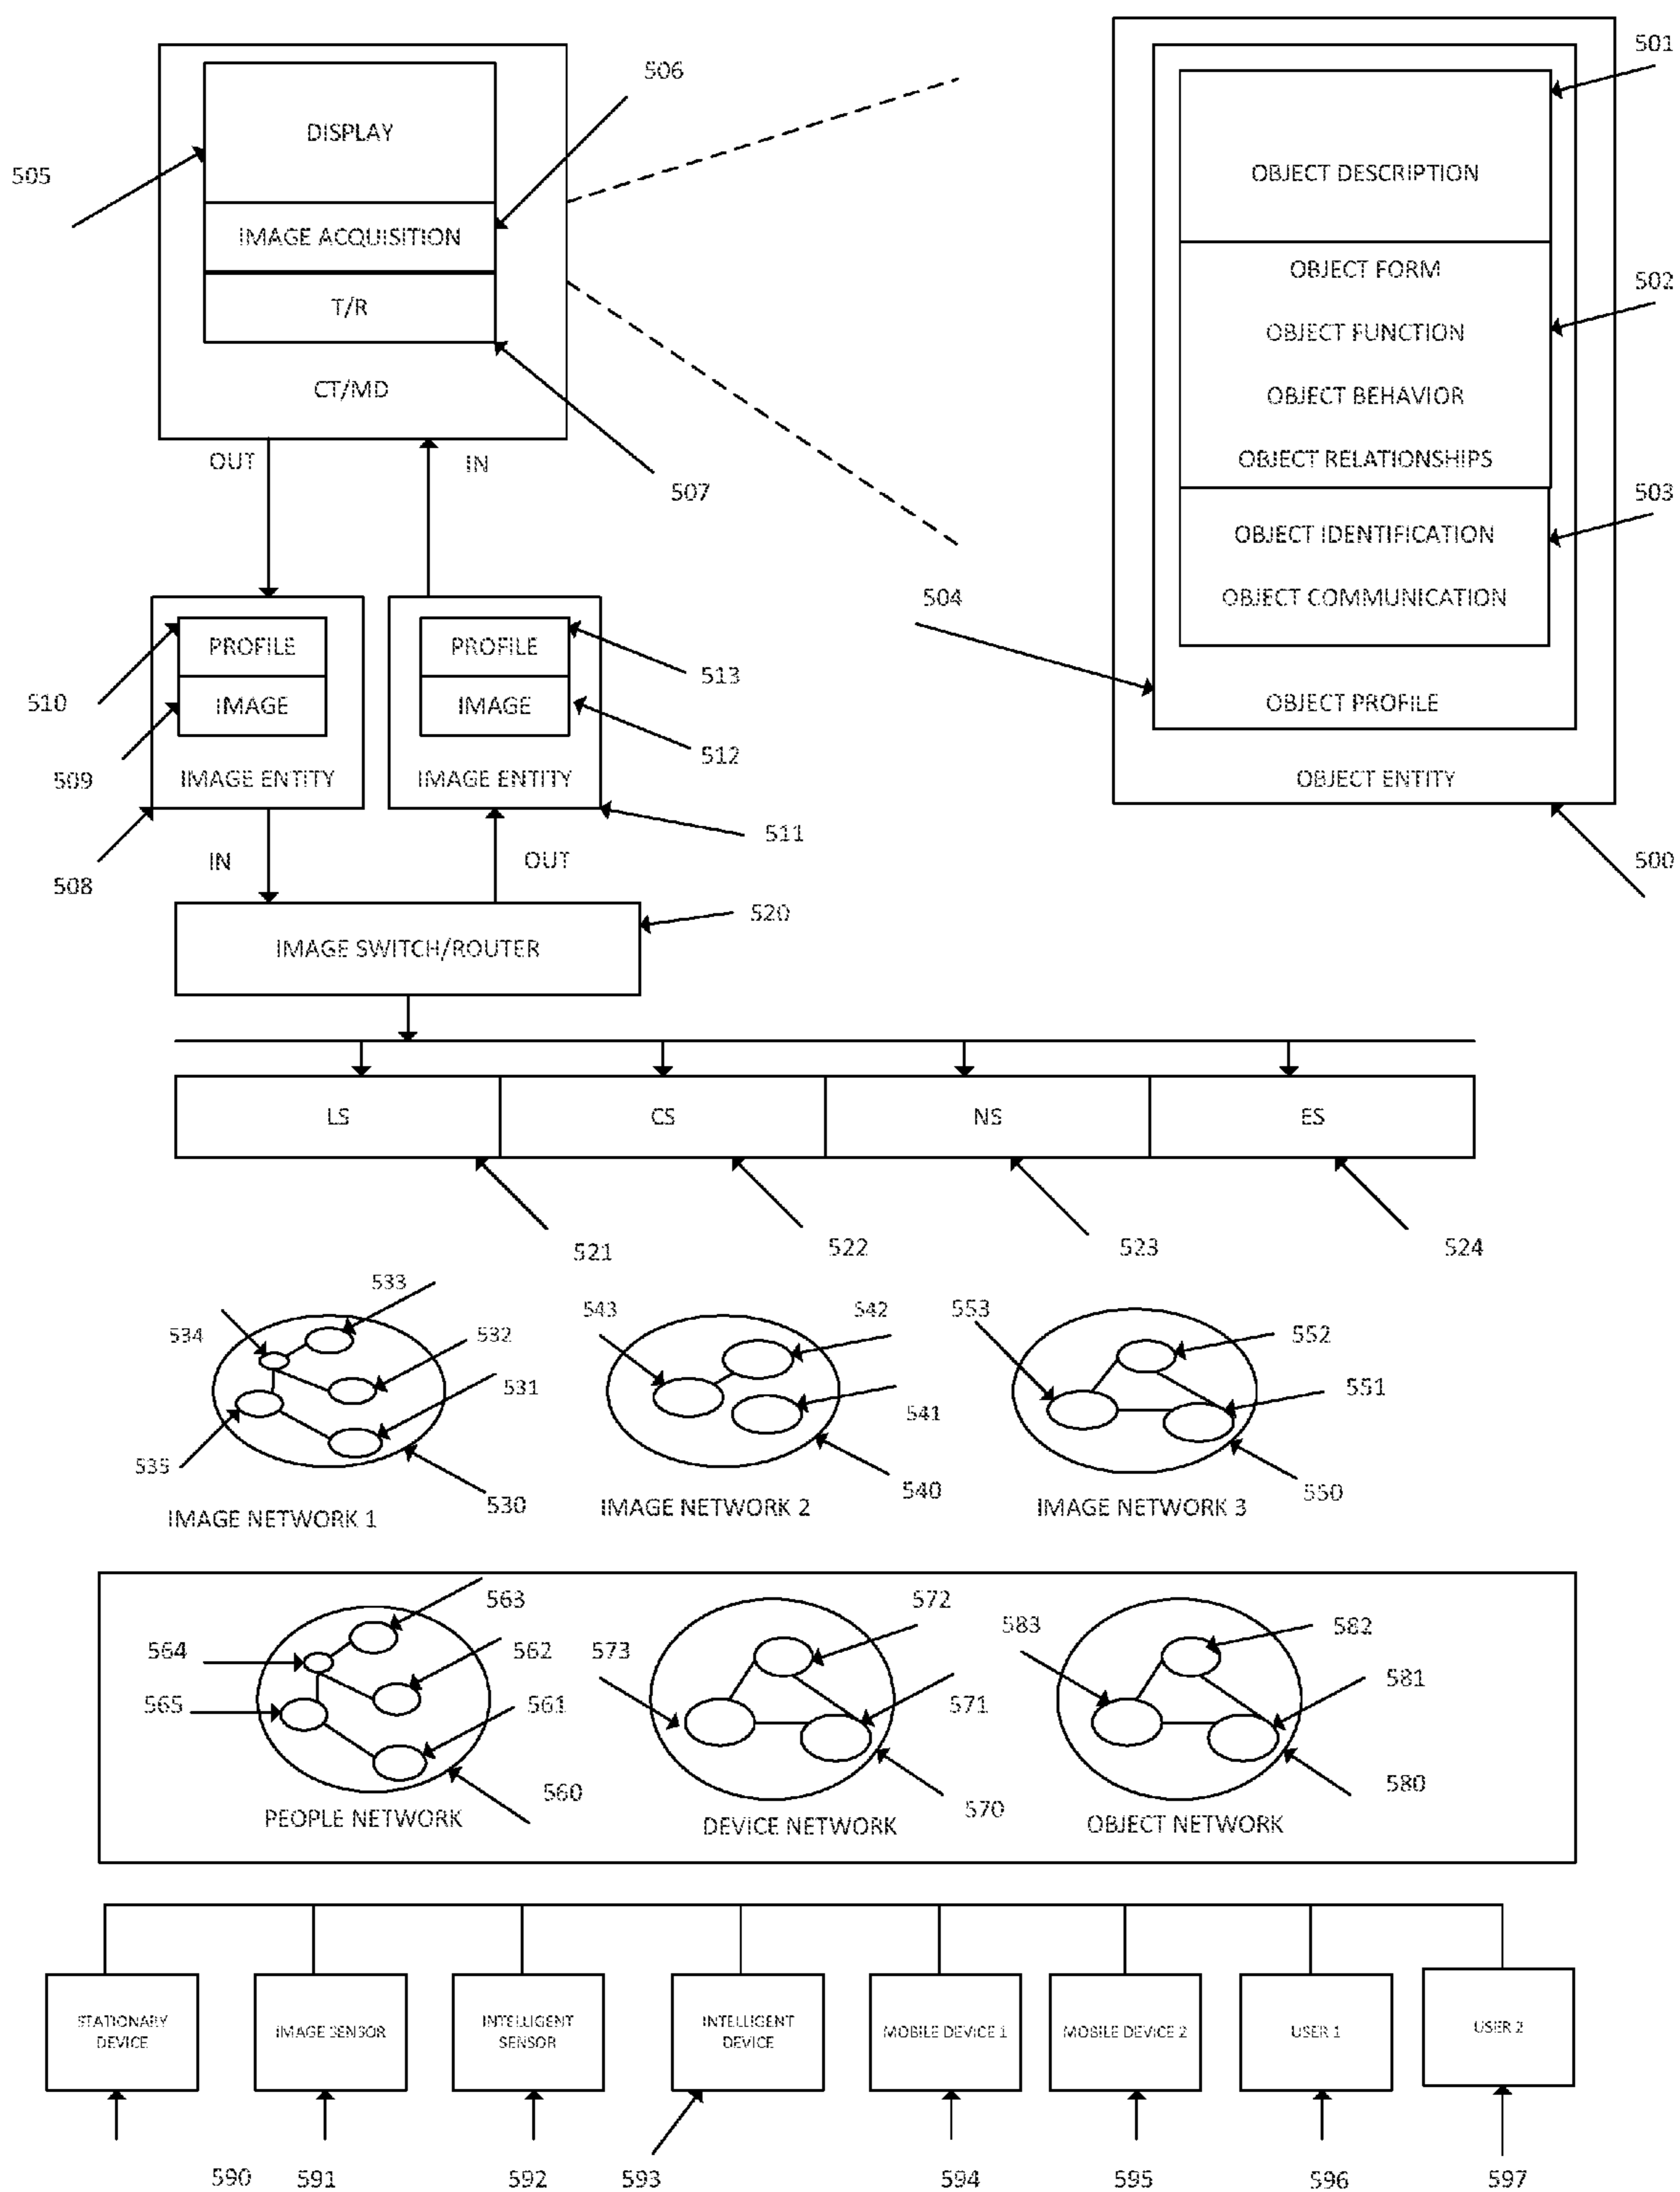 501
506
DISPLAY
505
OBJECT DESCRIPTION
IMAGE ACQUISITION
OBJECT FORM
502
T/R
OBJECT FUNCTION
CT/MD
OBJECT BEHAVIOR
OUT
IN
OBJECT RELATIONSHIPS
507
503
OBJECT IDENTIFICATION
504
OBJECT COMMUNICATION
PROFILE
PROFILE
513
510
IMAGE
IMAGE
OBJECT PROFILE
512
509
IMAGE ENTITY
IMAGE ENTITY
OBJECT ENTITY
511
IN
OUT
500
508
520
IMAGE SWITCH/ROUTER
LS
CS
NS
ES
521
522
523
524
533
534
532
543
542
553
552
531
551
541
535
530
540
550
IMAGE NETWORK 1
IMAGE NETWORK 2
IMAGE NETWORK 3
563
572
583
582
564
562
573
565
561
571
581
560
570
580
PEOPLE NETWORK
DEVICE NETWORK
OBJECT NETWORK
STATIONARY
DEVICE
IMAGE SENSOR
INTELLIGENT
SENSOR
INTELLIGENT
DEVICE
MOBILE DEVICE 1
MOBILE DEVICE 2
USER 1
USER 2
590
591
592
593
594
595
596
597